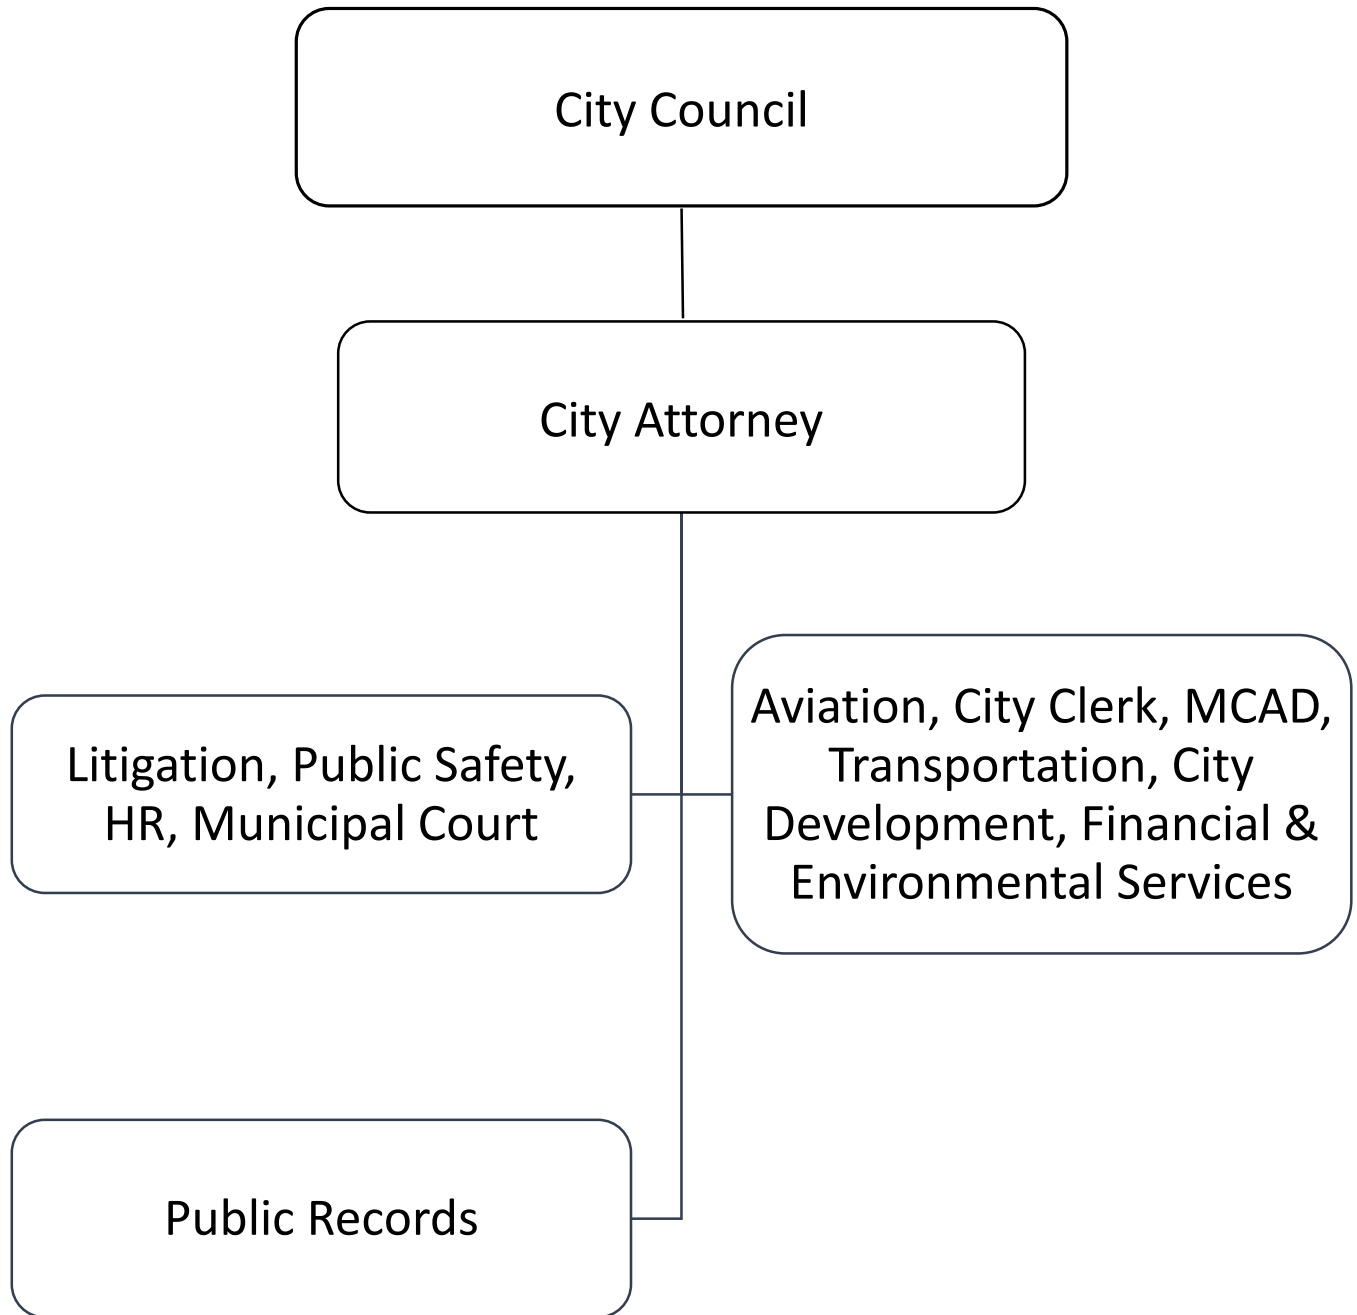 City Council
City Attorney
Litigation, Public Safety,
HR, Municipal Court
Aviation, City Clerk, MCAD,
Transportation, City
Development, Financial &
Environmental Services
Public Records